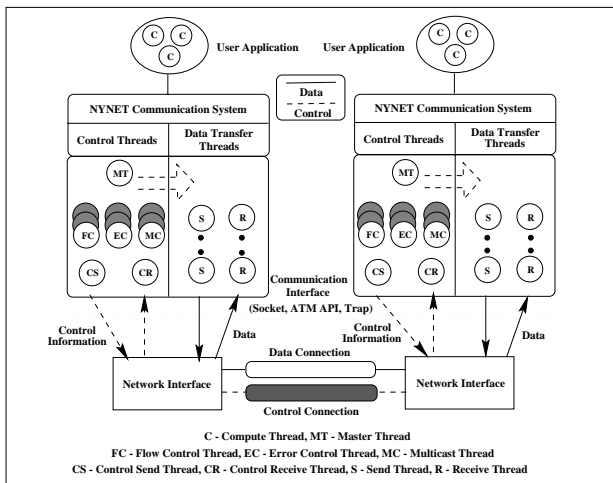 C C C
User Application
User Application
C C C
Data
Control
NYNET Communication System
Control Threads
Data Transfer
Threads
MT
FC EC MC
S R
S R
CS CR
NYNET Communication System
Control Threads
Data Transfer
Threads
MT
FC EC MC
S R
S R
CS CR
Communication
Interface
(Socket, ATM API, Trap)
Control
Information
Data
Control
Information
Data
Network Interface
Data Connection
Control Connection
Network Interface
C - Compute Thread, MT - Master Thread
FC - Flow Control Thread, EC - Error Control Thread, MC - Multicast Thread
CS - Control Send Thread, CR - Control Receive Thread, S - Send Thread, R - Receive Thread